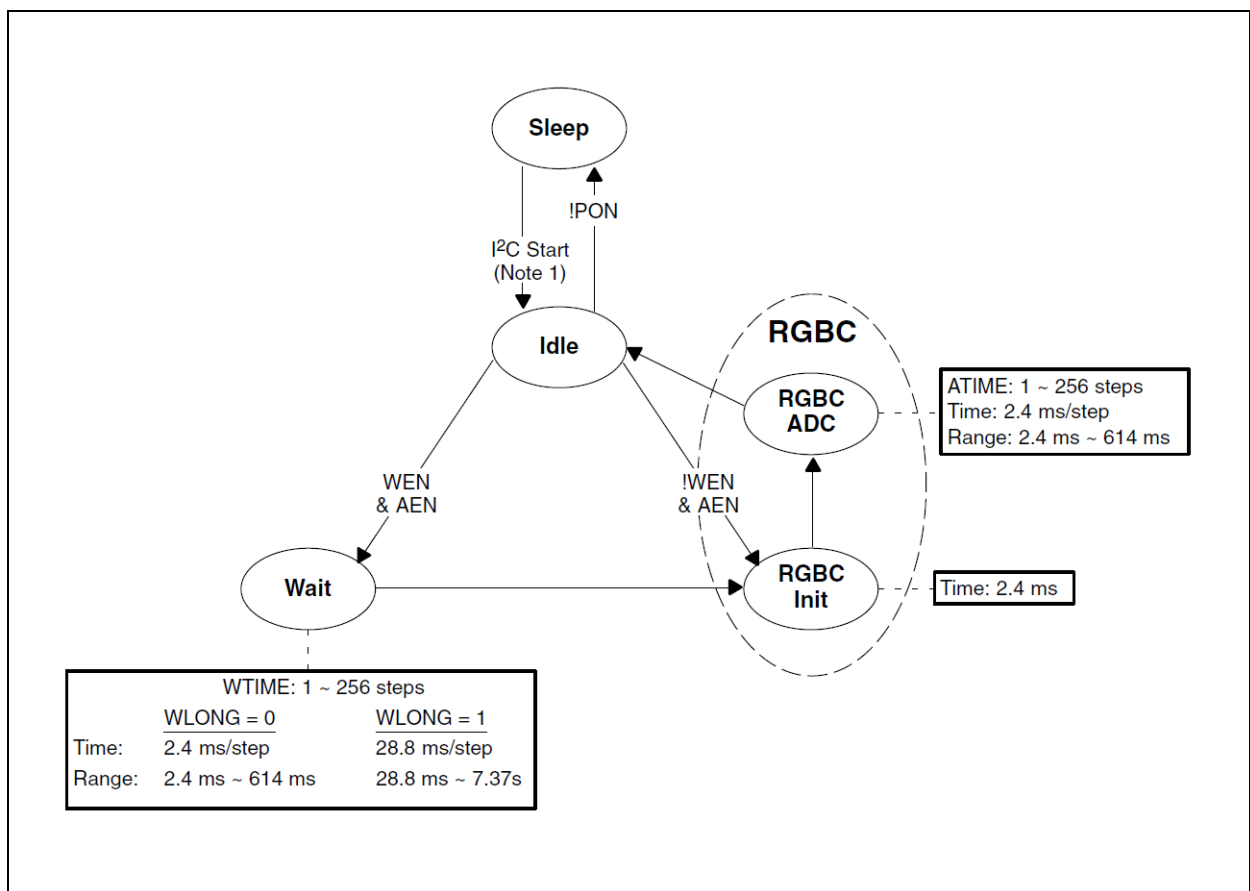 Sleep
!PON
I²C Start
(Note 1)
Idle
RGBC
RGBC
ADC
ATIME: 1 ~ 256 steps
Time: 2.4 ms/step
Range: 2.4 ms ~ 614 ms
WEN
& AEN
!WEN
& AEN
Wait
RGBC
Init
Time: 2.4 ms
WTIME: 1 ~ 256 steps
WLONG = 0 WLONG = 1
Time: 2.4 ms/step 28.8 ms/step
Range: 2.4 ms ~ 614 ms 28.8 ms ~ 7.37s